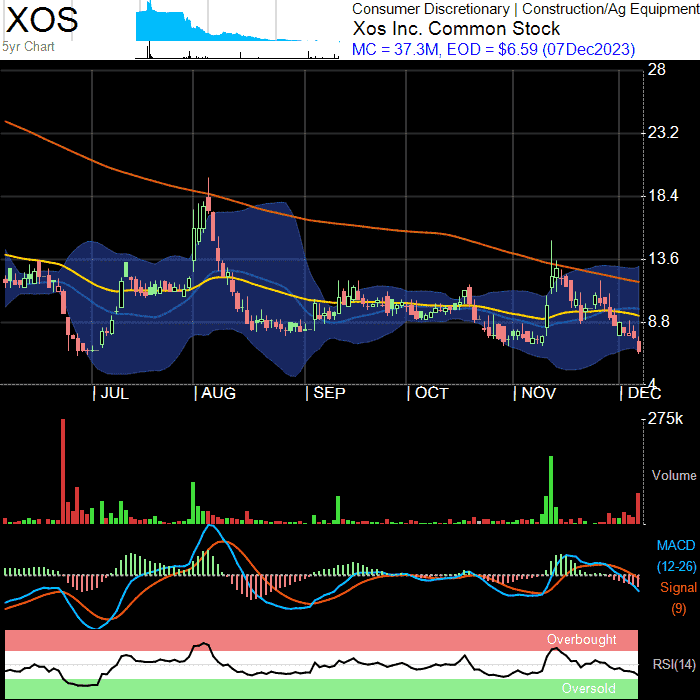 XOS
5yr Chart
Consumer Discretionary | Construction/Ag Equipment
Xos Inc. Common Stock
MC = 37.3M, EOD = $6.59 (07Dec2023)
28
23.2
18.4
13.6
8.8
4
| JUL | AUG | SEP | OCT | NOV | DEC
275k
Volume
MACD
(12-26)
Signal
(9)
Overbought
RSI(14)
Oversold